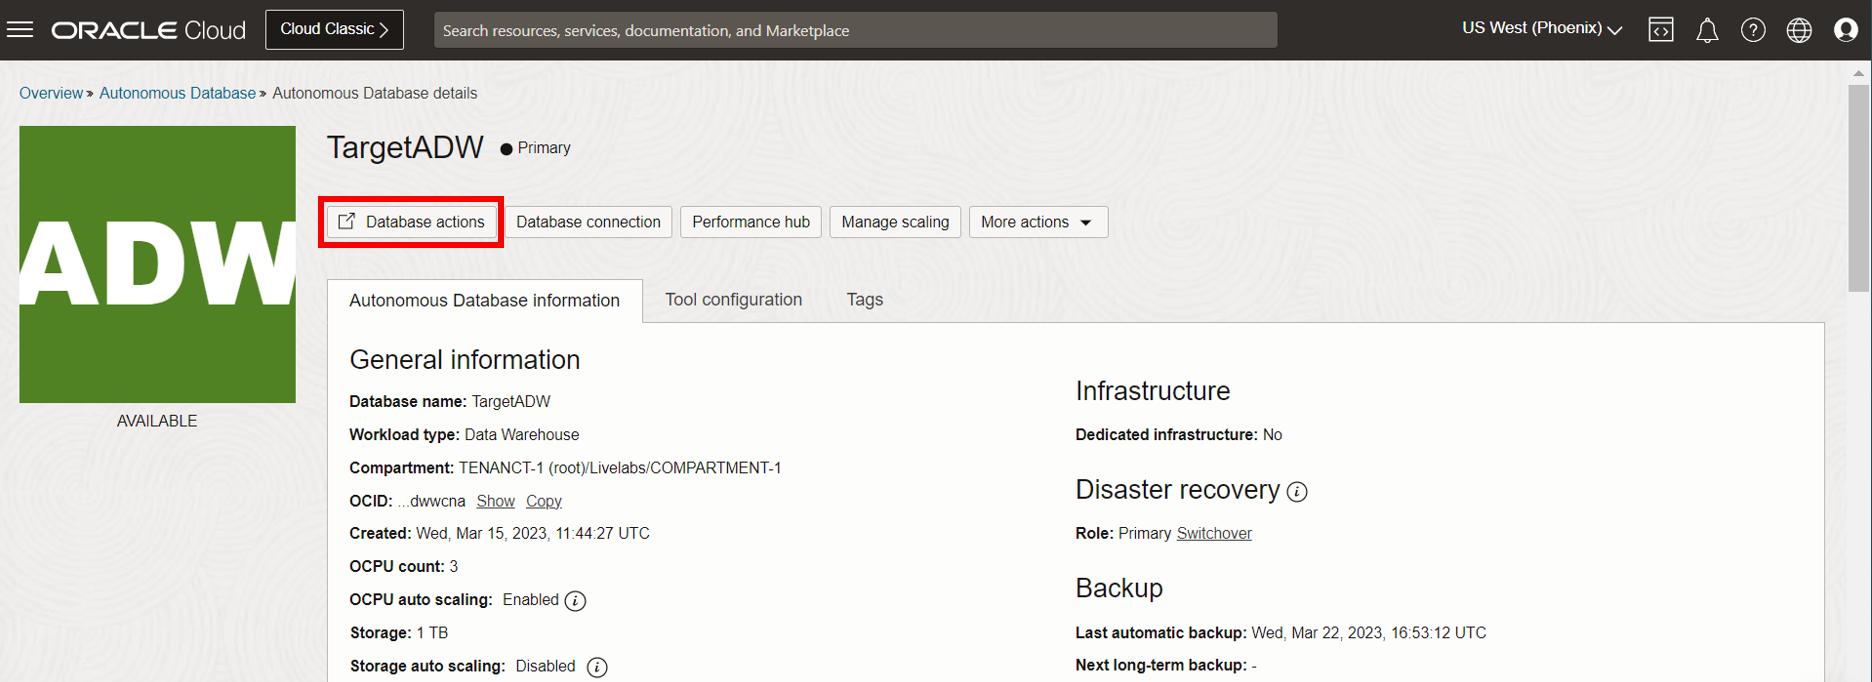 ORACLE Cloud
Cloud Classic
Search resources, services, documentation, and Marketplace
US West (Phoenix)
Overview » Autonomous Database » Autonomous Database details
ADW
AVAILABLE
TargetADW
Primary
Database actions
Database connection
Performance hub
Manage scaling
More actions
Autonomous Database information
Tool configuration
Tags
General information
Database name: TargetADW
Workload type: Data Warehouse
Compartment: TENANCT-1 (root)/Livelabs/COMPARTMENT-1
OCID: ...dwwcna Show Copy
Created: Wed, Mar 15, 2023, 11:44:27 UTC
OCPU count: 3
OCPU auto scaling: Enabled
Storage: 1 TB
Storage auto scaling: Disabled
Infrastructure
Dedicated infrastructure: No
Disaster recovery
Role: Primary Switchover
Backup
Last automatic backup: Wed, Mar 22, 2023, 16:53:12 UTC
Next long-term backup: -